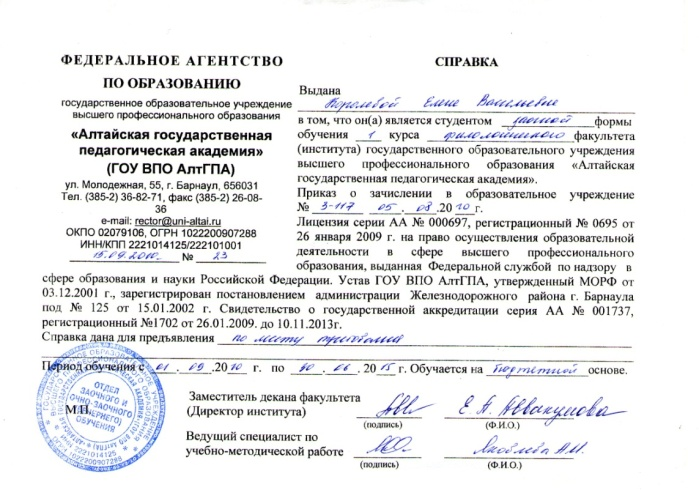 ФЕДЕРАЛЬНОЕ АГЕНТСТВО
ПО ОБРАЗОВАНИЮ
государственное образовательное учреждение
высшего профессионального образования
«Алтайская государственная
педагогическая академия»
(ГОУ ВПО АлтГПА)
ул. Молодежная, 55, г. Барнаул, 656031
Тел. (385-2) 36-82-71, факс (385-2) 26-08-
36
e-mail: rector@uni-altai.ru
ОКПО 02079106, ОГРН 1022200907288
ИНН/КПП 2221014125/222101001
15.09.2010. № 23
СПРАВКА
Выдана
Королевой Елене Васильевне
в том, что он(а) является студентом заочной формы
обучения 1 курса филологического факультета
(института) государственного образовательного учреждения
высшего профессионального образования «Алтайская
государственная педагогическая академия».
Приказ о зачислении в образовательное учреждение
№ 3-117 05 . 08 .2010г.
Лицензия серии АА № 000697, регистрационный № 0695 от
26 января 2009 г. на право осуществления образовательной
деятельности в сфере высшего профессионального
образования, выданная Федеральной службой по надзору в
сфере образования и науки Российской Федерации. Устав ГОУ ВПО АлтГПА, утвержденный МОРФ от
03.12.2001 г., зарегистрирован постановлением администрации Железнодорожного района г. Барнаула
под № 125 от 15.01.2002 г. Свидетельство о государственной аккредитации серии АА № 001737,
регистрационный №1702 от 26.01.2009. до 10.11.2013г.
Справка дана для предъявления по месту требования
Период обучения с 01 . 09 .2010 г. по 30 . 06 .2015 г. Обучается на бюджетной основе.
М.П.
ОТДЕЛ
ЗАОЧНОГО И
ОЧНО-ЗАОЧНОГО
(ВЕЧЕРНЕГО)
ОБУЧЕНИЯ
Заместитель декана факультета
(Директор института)
(подпись)
Е. А. Аввакумова
(Ф.И.О.)
Ведущий специалист по
учебно-методической работе
(подпись)
Яковлева А.И.
(Ф.И.О.)